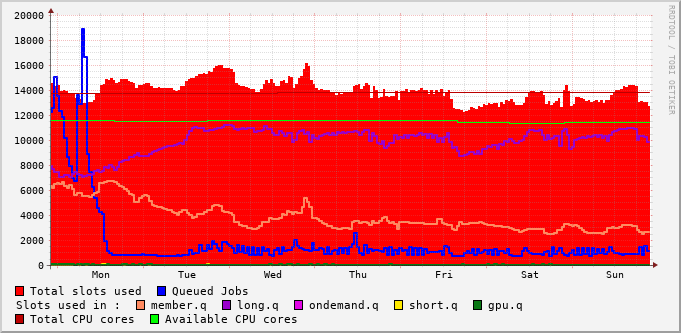 20000
18000
16000
14000
12000
10000
8000
6000
4000
2000
0
Mon Tue Wed Thu Fri Sat Sun
RRDTOOL / TOBI OETIKER
Total slots used Queued Jobs
Slots used in : member.q long.q ondemand.q short.q gpu.q
Total CPU cores Available CPU cores